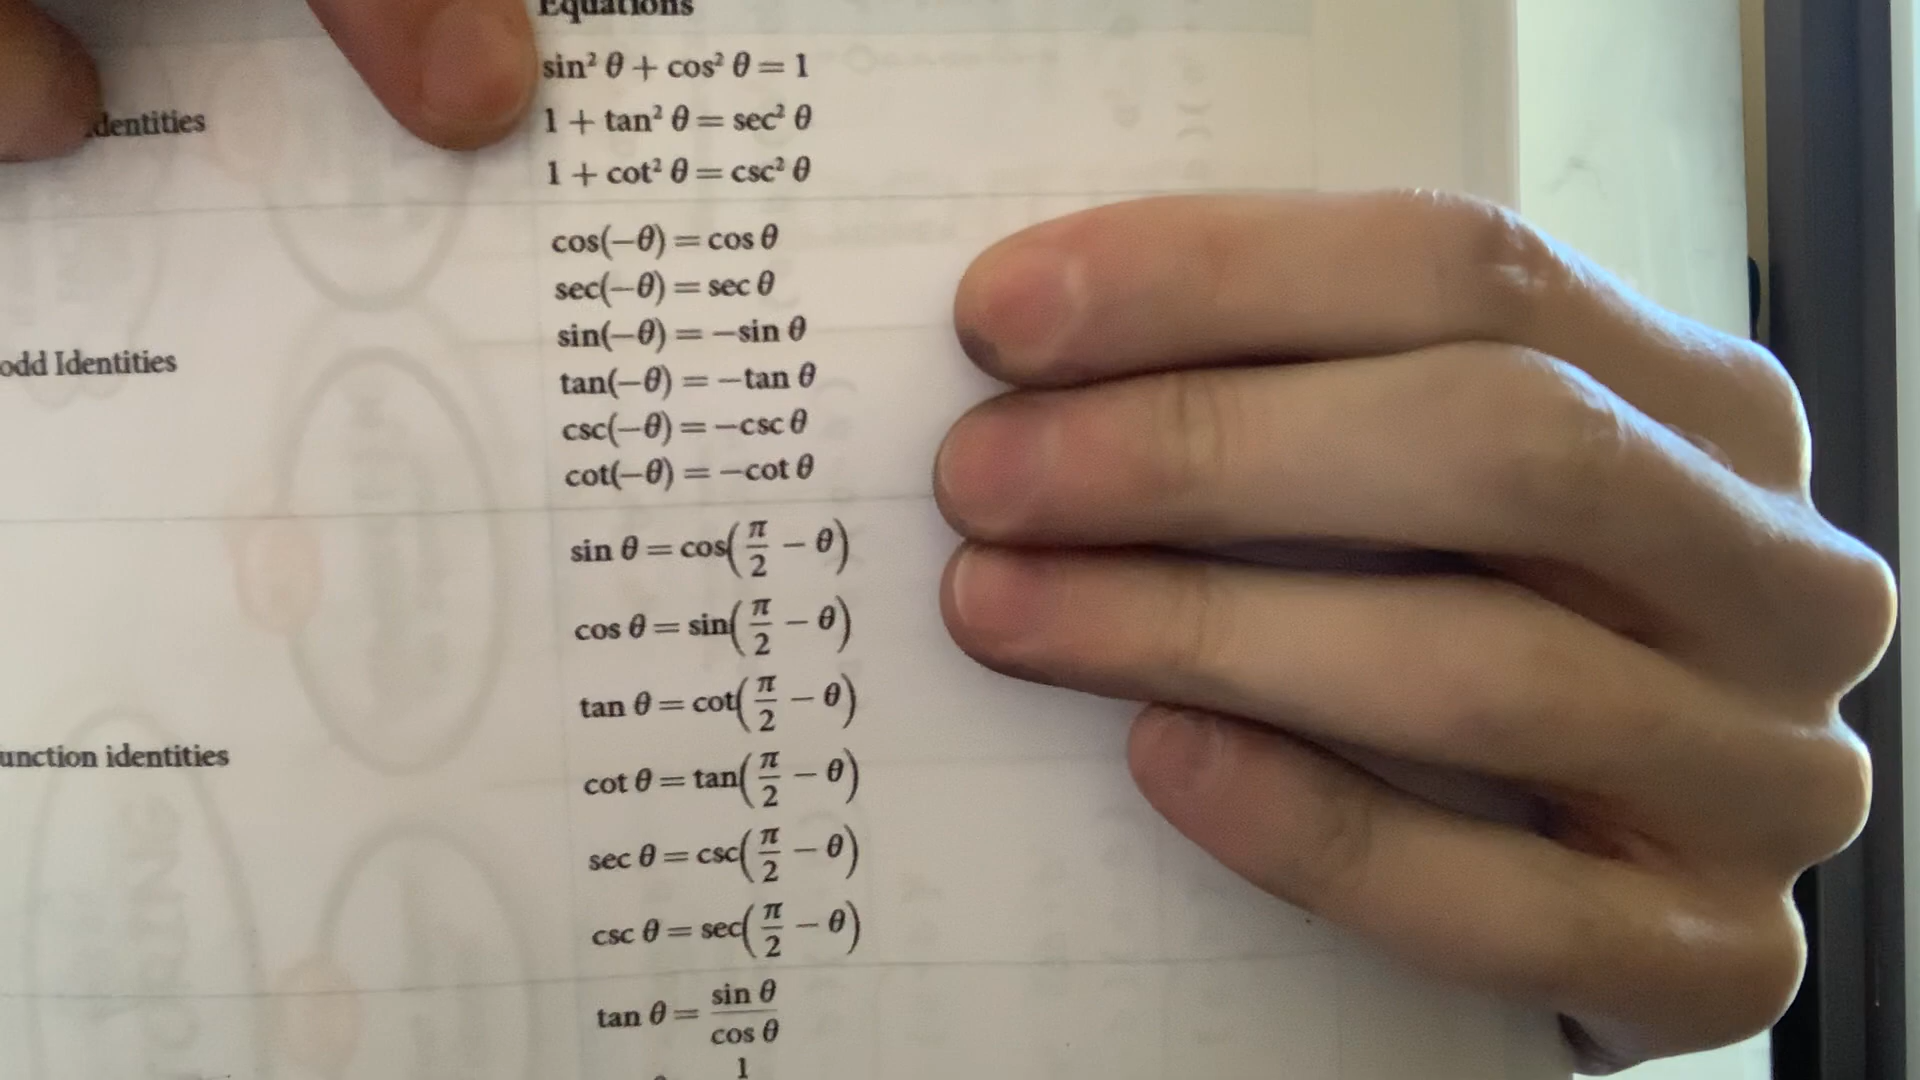 Equations
sin² θ + cos² θ = 1
1 + tan² θ = sec² θ
dentities
1 + cot² θ = csc² θ
cos(−θ) = cos θ
sec(−θ) = sec θ
sin(−θ) = −sin θ
odd Identities
tan(−θ) = −tan θ
csc(−θ) = −csc θ
cot(−θ) = −cot θ
sin θ = cos(π/2 − θ)
cos θ = sin(π/2 − θ)
tan θ = cot(π/2 − θ)
unction identities
cot θ = tan(π/2 − θ)
sec θ = csc(π/2 − θ)
csc θ = sec(π/2 − θ)
tan θ = sin θ/cos θ
1